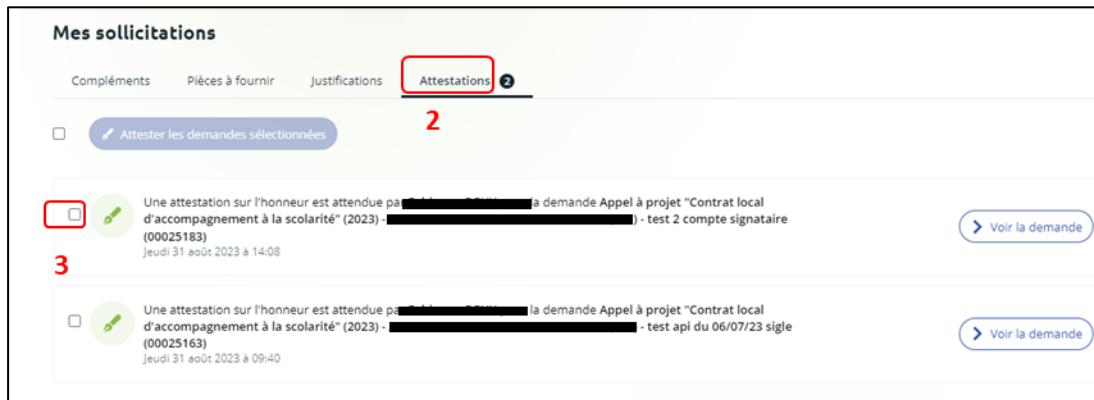 Mes sollicitations
Compléments Pièces à fournir Justifications Attestations 2
2
Attester les demandes sélectionnées
Une attestation sur l'honneur est attendue la demande Appel à projet "Contrat local
d'accompagnement à la scolarité" (2023) - ) - test 2 compte signataire
(00025183)
Jeudi 31 août 2023 à 14:08
Voir la demande
3
Une attestation sur l'honneur est attendue la demande Appel à projet "Contrat local
d'accompagnement à la scolarité" (2023) - - test api du 06/07/23 sigle
(00025163)
Jeudi 31 août 2023 à 09:40
Voir la demande